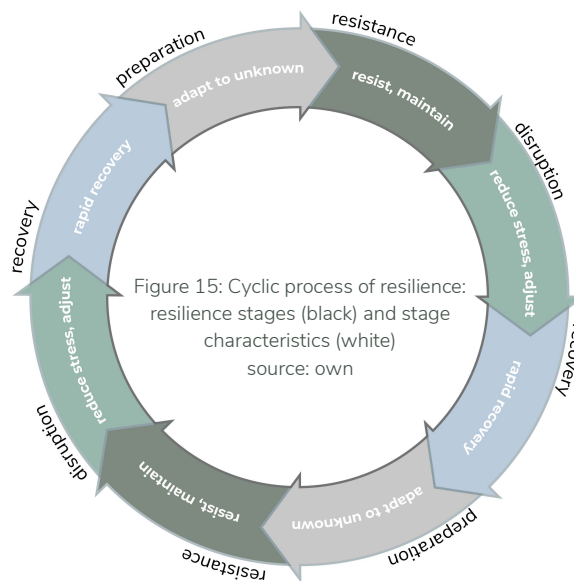 resistance
resist, maintain
disruption
reduce stress, adjust
recovery
rapid recovery
preparation
adapt to unknown
resistance
resist, maintain
disruption
reduce stress, adjust
recovery
rapid recovery
preparation
adapt to unknown
Figure 15: Cyclic process of resilience:
resilience stages (black) and stage
characteristics (white)
source: own